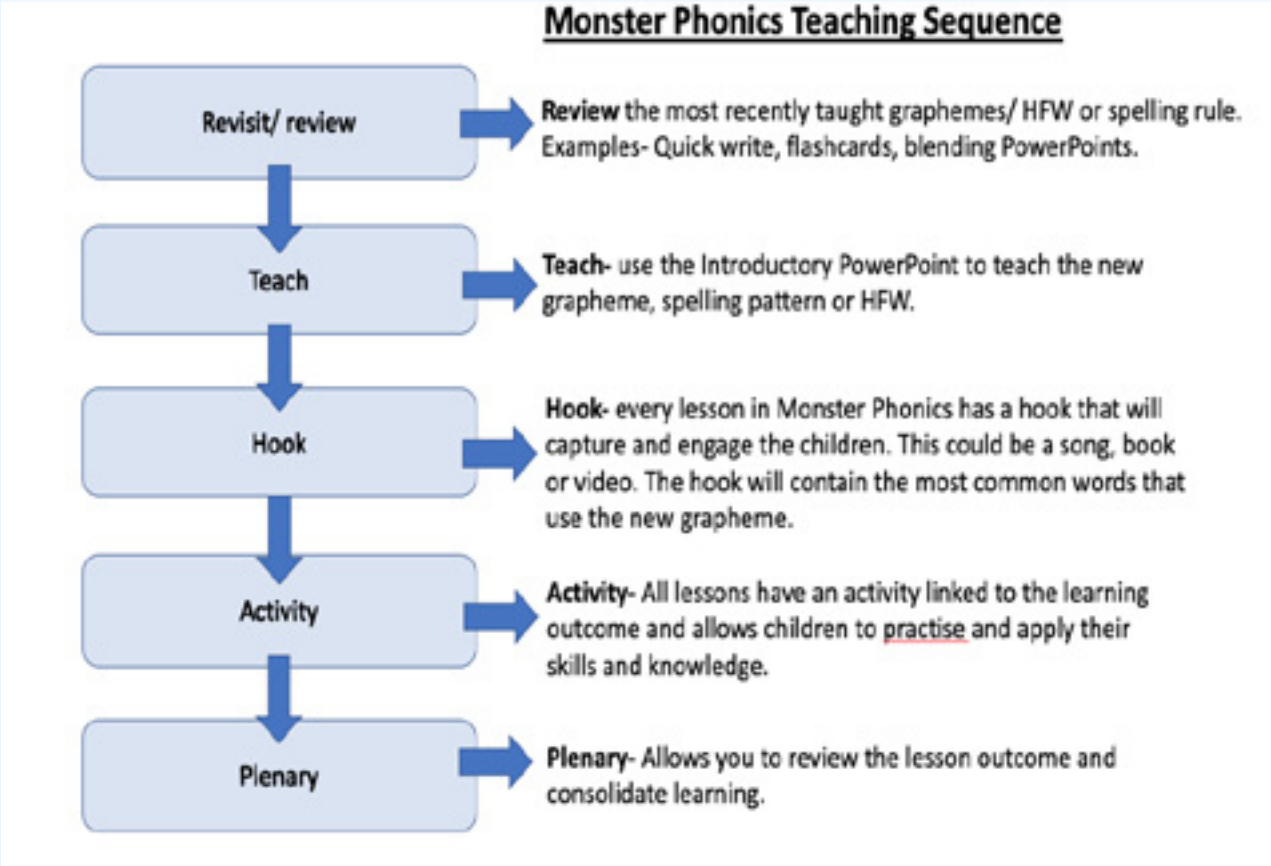 Monster Phonics Teaching Sequence
Revisit/ review
Review the most recently taught graphemes/ HFW or spelling rule.
Examples- Quick write, flashcards, blending PowerPoints.
Teach
Teach- use the Introductory PowerPoint to teach the new
grapheme, spelling pattern or HFW.
Hook
Hook- every lesson in Monster Phonics has a hook that will
capture and engage the children. This could be a song, book
or video. The hook will contain the most common words that
use the new grapheme.
Activity
Activity- All lessons have an activity linked to the learning
outcome and allows children to practise and apply their
skills and knowledge.
Plenary
Plenary- Allows you to review the lesson outcome and
consolidate learning.